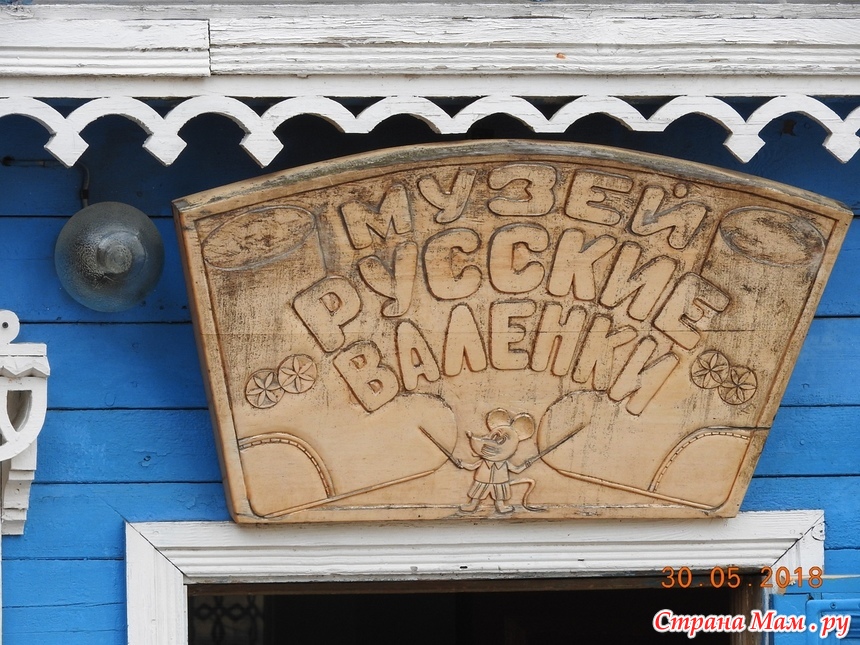 МУЗЕЙ
РУССКИЕ
ВАЛЕНКИ
30.05.2018
Страна Мам.ру